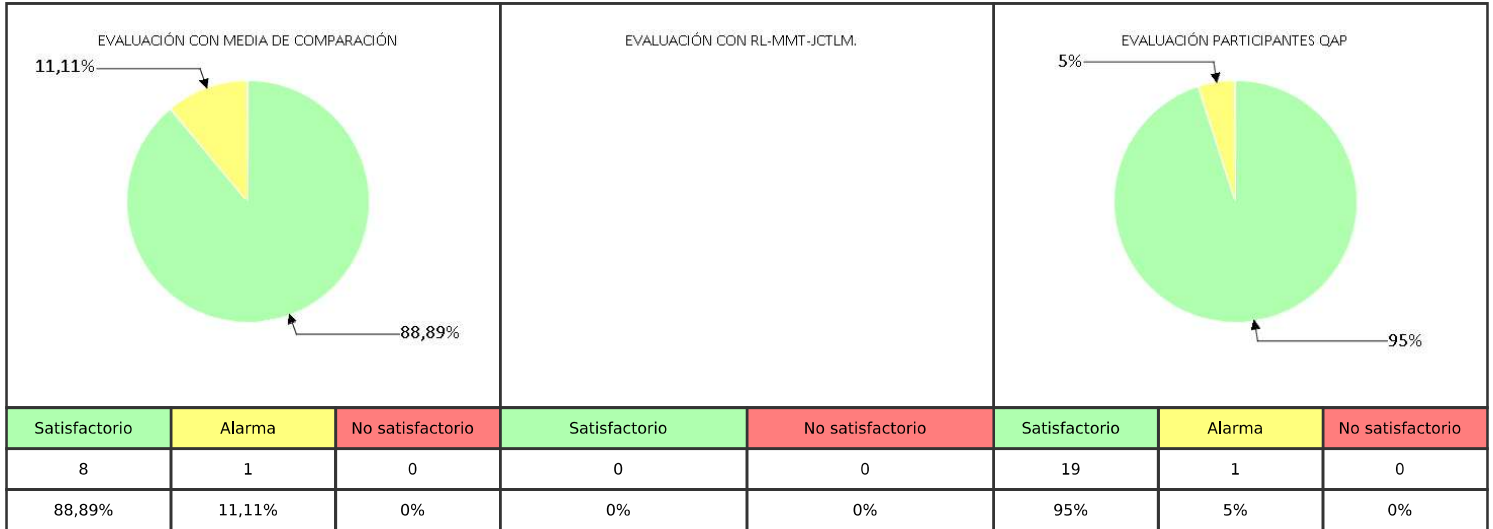 EVALUACIÓN CON MEDIA DE COMPARACIÓN
11,11%
88,89%
EVALUACIÓN CON RL-MMT-JCTLM.
EVALUACIÓN PARTICIPANTES QAP
5%
95%
Satisfactorio Alarma No satisfactorio Satisfactorio No satisfactorio Satisfactorio Alarma No satisfactorio
8 1 0 0 0 19 1 0
88,89% 11,11% 0% 0% 0% 95% 5% 0%